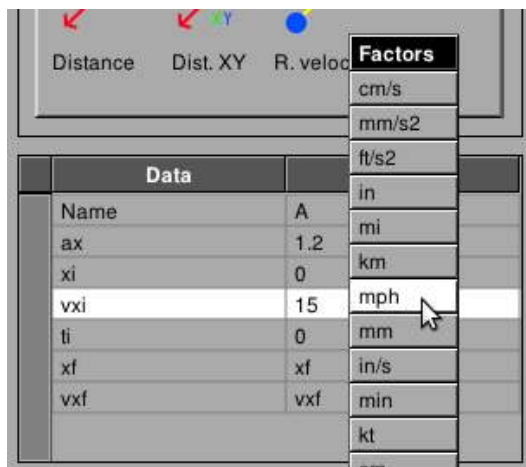 XY
Distance Dist. XY R. veloc
Data
Name A
ax 1.2
xi 0
vxi 15
ti 0
xf xf
vxf vxf
Factors
cm/s
mm/s2
ft/s2
in
mi
km
mph
mm
in/s
min
kt